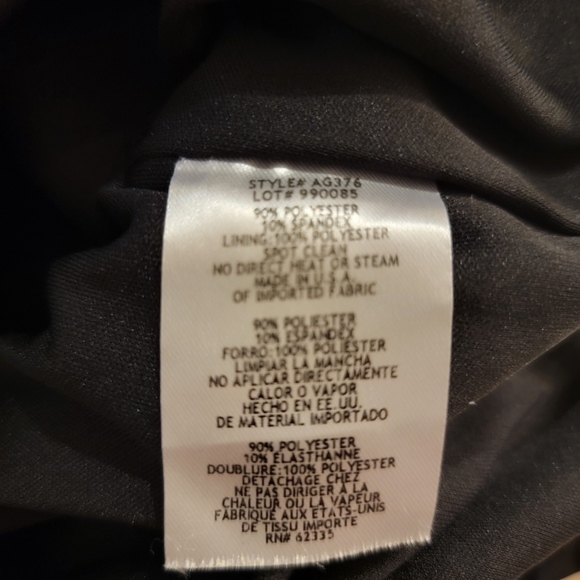 STYLE# AG376
LOT# 990085
90% POLYESTER
10% SPANDEX
LINING:100% POLYESTER
SPOT CLEAN
NO DIRECT HEAT OR STEAM
MADE IN U.S.A.
OF IMPORTED FABRIC
90% POLIESTER
10% ESPANDEX
FORRO:100% POLIESTER
LIMPIAR LA MANCHA
NO APLICAR DIRECTAMENTE
CALOR O VAPOR
HECHO EN EE.UU.
DE MATERIAL IMPORTADO
90% POLYESTER
10% ELASTHANNE
DOUBLURE:100% POLYESTER
DETACHAGE CHEZ
NE PAS DIRIGER À LA
CHALEUR OU LA VAPEUR
FABRIQUÉ AUX ETATS-UNIS
DE TISSU IMPORTE
RN# 62335